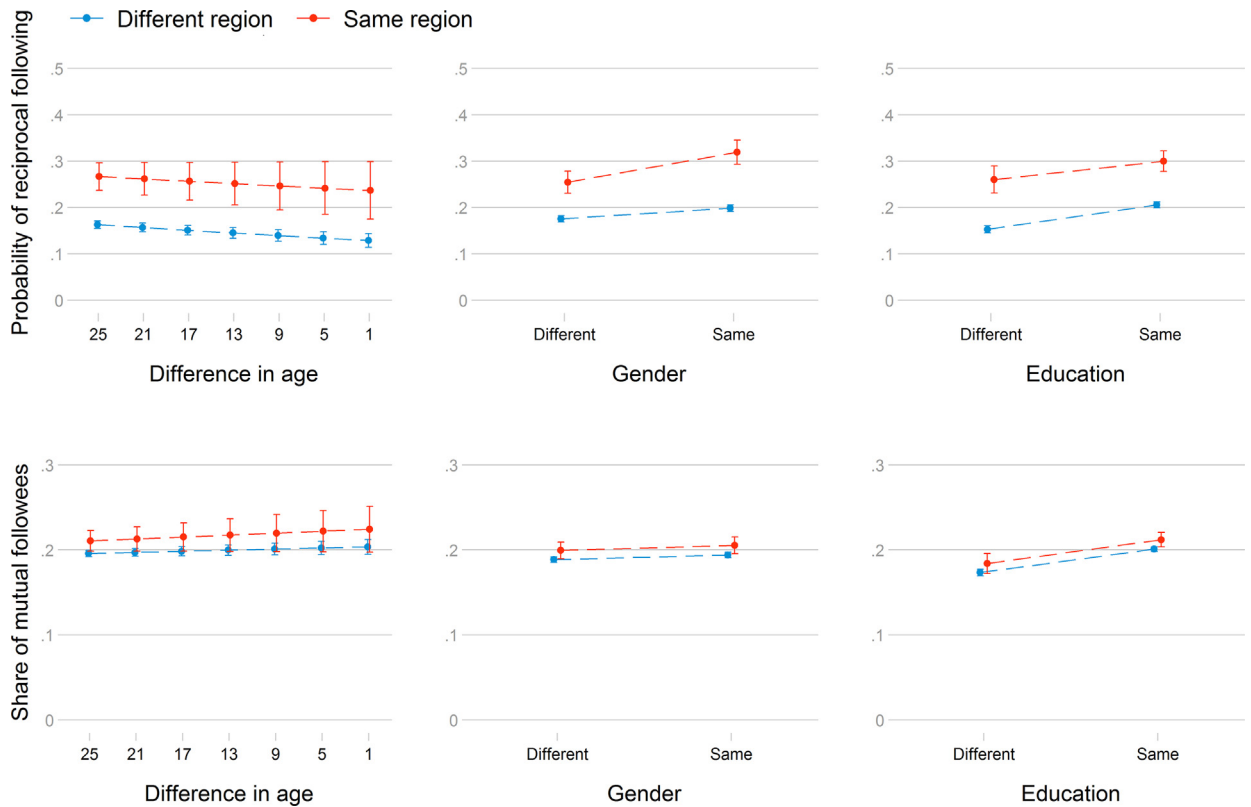 Different region Same region
Probability of reciprocal following
.5 .5 .5
.4 .4 .4
.3 .3 .3
.2 .2 .2
.1 .1 .1
0 0 0
25 21 17 13 9 5 1 Different Same Different Same
Difference in age Gender Education
Share of mutual followees
.3 .3 .3
.2 .2 .2
.1 .1 .1
0 0 0
25 21 17 13 9 5 1 Different Same Different Same
Difference in age Gender Education